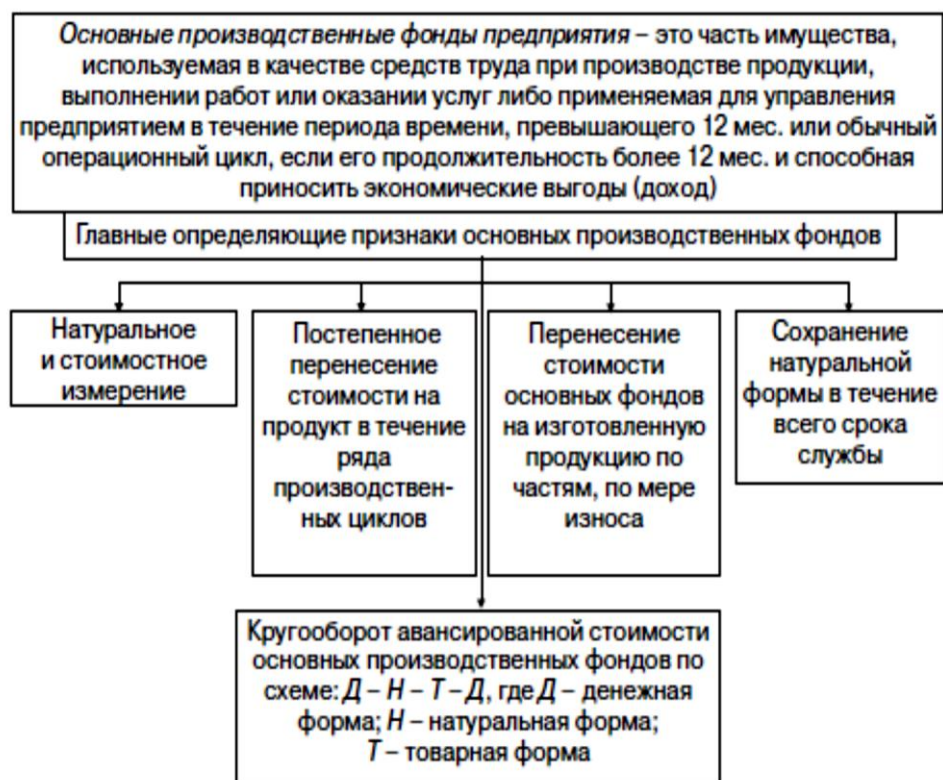 Основные производственные фонды предприятия – это часть имущества,
используемая в качестве средств труда при производстве продукции,
выполнении работ или оказании услуг либо применяемая для управления
предприятием в течение периода времени, превышающего 12 мес. или обычный
операционный цикл, если его продолжительность более 12 мес. и способная
приносить экономические выгоды (доход)
Главные определяющие признаки основных производственных фондов
Натуральное
и стоимостное
измерение
Постепенное
перенесение
стоимости на
продукт в течение
ряда
производствен-
ных циклов
Перенесение
стоимости
основных фондов
на изготовленную
продукцию по
частям, по мере
износа
Сохранение
натуральной
формы в течение
всего срока
службы
Кругооборот авансированной стоимости
основных производственных фондов по
схеме: Д – Н – Т – Д, где Д – денежная
форма; Н – натуральная форма;
Т – товарная форма